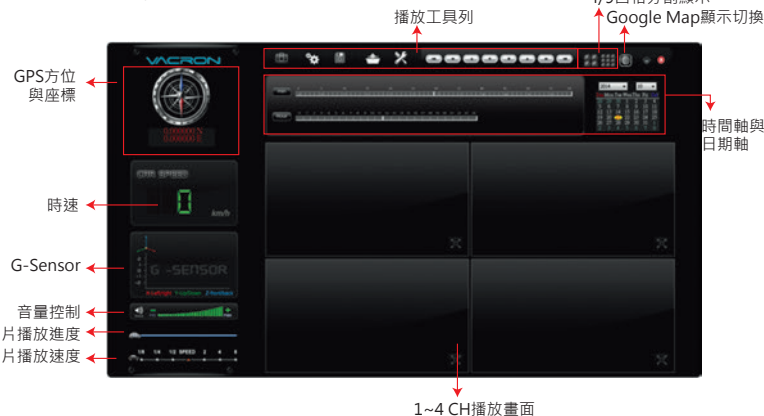 播放工具列
Google Map顯示切換
VACRON
GPS方位
與座標
時間軸與
日期軸
CAR SPEED
0
km/h
時速
G-Sensor
G -SENSOR
音量控制
片播放進度
片播放速度
1/8 1/4 1/2 SPEED 2 4 8
1~4 CH播放畫面